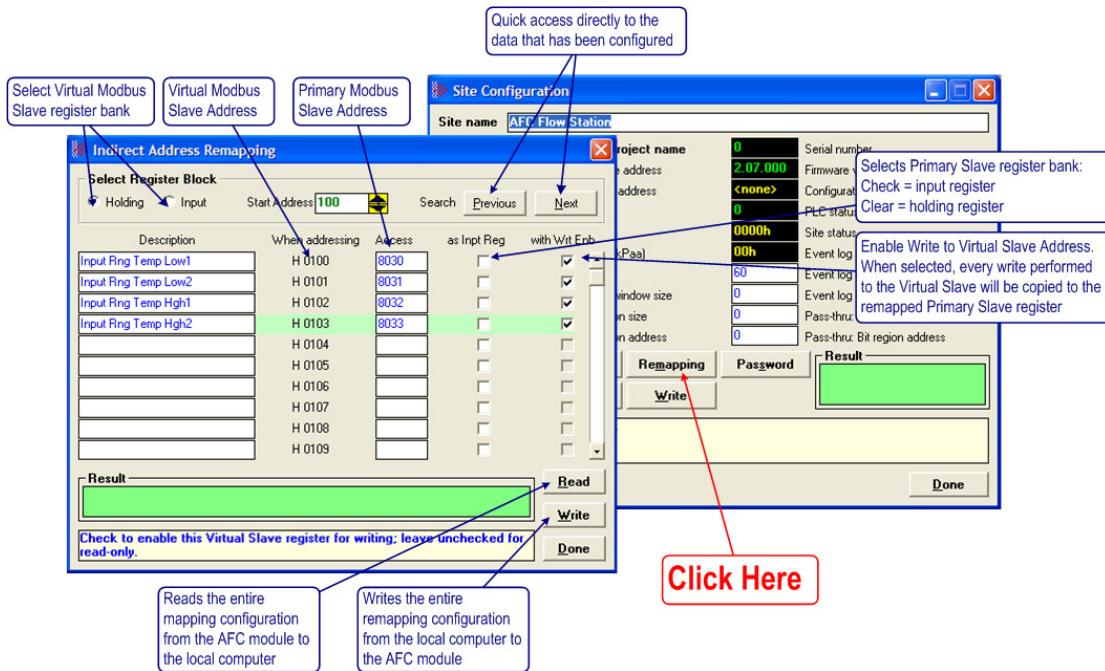 Quick access directly to the
data that has been configured
Select Virtual Modbus
Slave register bank
Virtual Modbus
Slave Address
Primary Modbus
Slave Address
Site Configuration
Site name AFC Flow Station
roject name 0 Serial number
address 2.07.000 Firmware
address <none> Configurat
0 PLC status
0000h Site status
kPaa) 00h Event log
60 Event log
window size 0 Event log
on size 0 Pass-thru:
on address 0 Pass-thru: Bit region address
Remapping Password Result
Write
Done
Selects Primary Slave register bank:
Check = input register
Clear = holding register
Enable Write to Virtual Slave Address.
When selected, every write performed
to the Virtual Slave will be copied to the
remapped Primary Slave register
Indirect Address Remapping
Select Register Block
Holding Input Start Address 100 Search Previous Next
Description When addressing Access as Inpt Reg with Wrt Enb
Input Rng Temp Low1 H 0100 8030
Input Rng Temp Low2 H 0101 8031
Input Rng Temp Hgh1 H 0102 8032
Input Rng Temp Hgh2 H 0103 8033
H 0104
H 0105
H 0106
H 0107
H 0108
H 0109
Result
Read
Write
Check to enable this Virtual Slave register for writing; leave unchecked for
read-only.
Done
Click Here
Reads the entire
mapping configuration
from the AFC module to
the local computer
Writes the entire
remapping configuration
from the local computer to
the AFC module